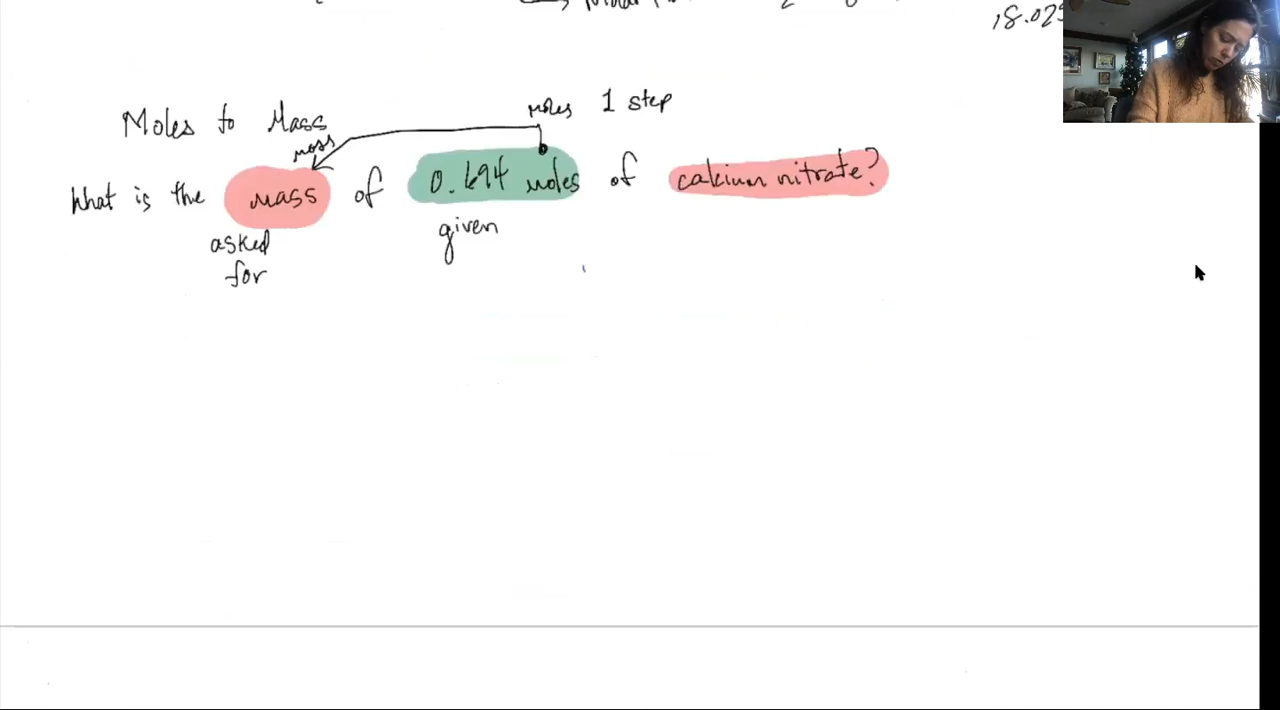 18.02
Moles to Mass
moles 1 step
mass
What is the mass of 0.694 moles of calcium nitrate?
asked for
given